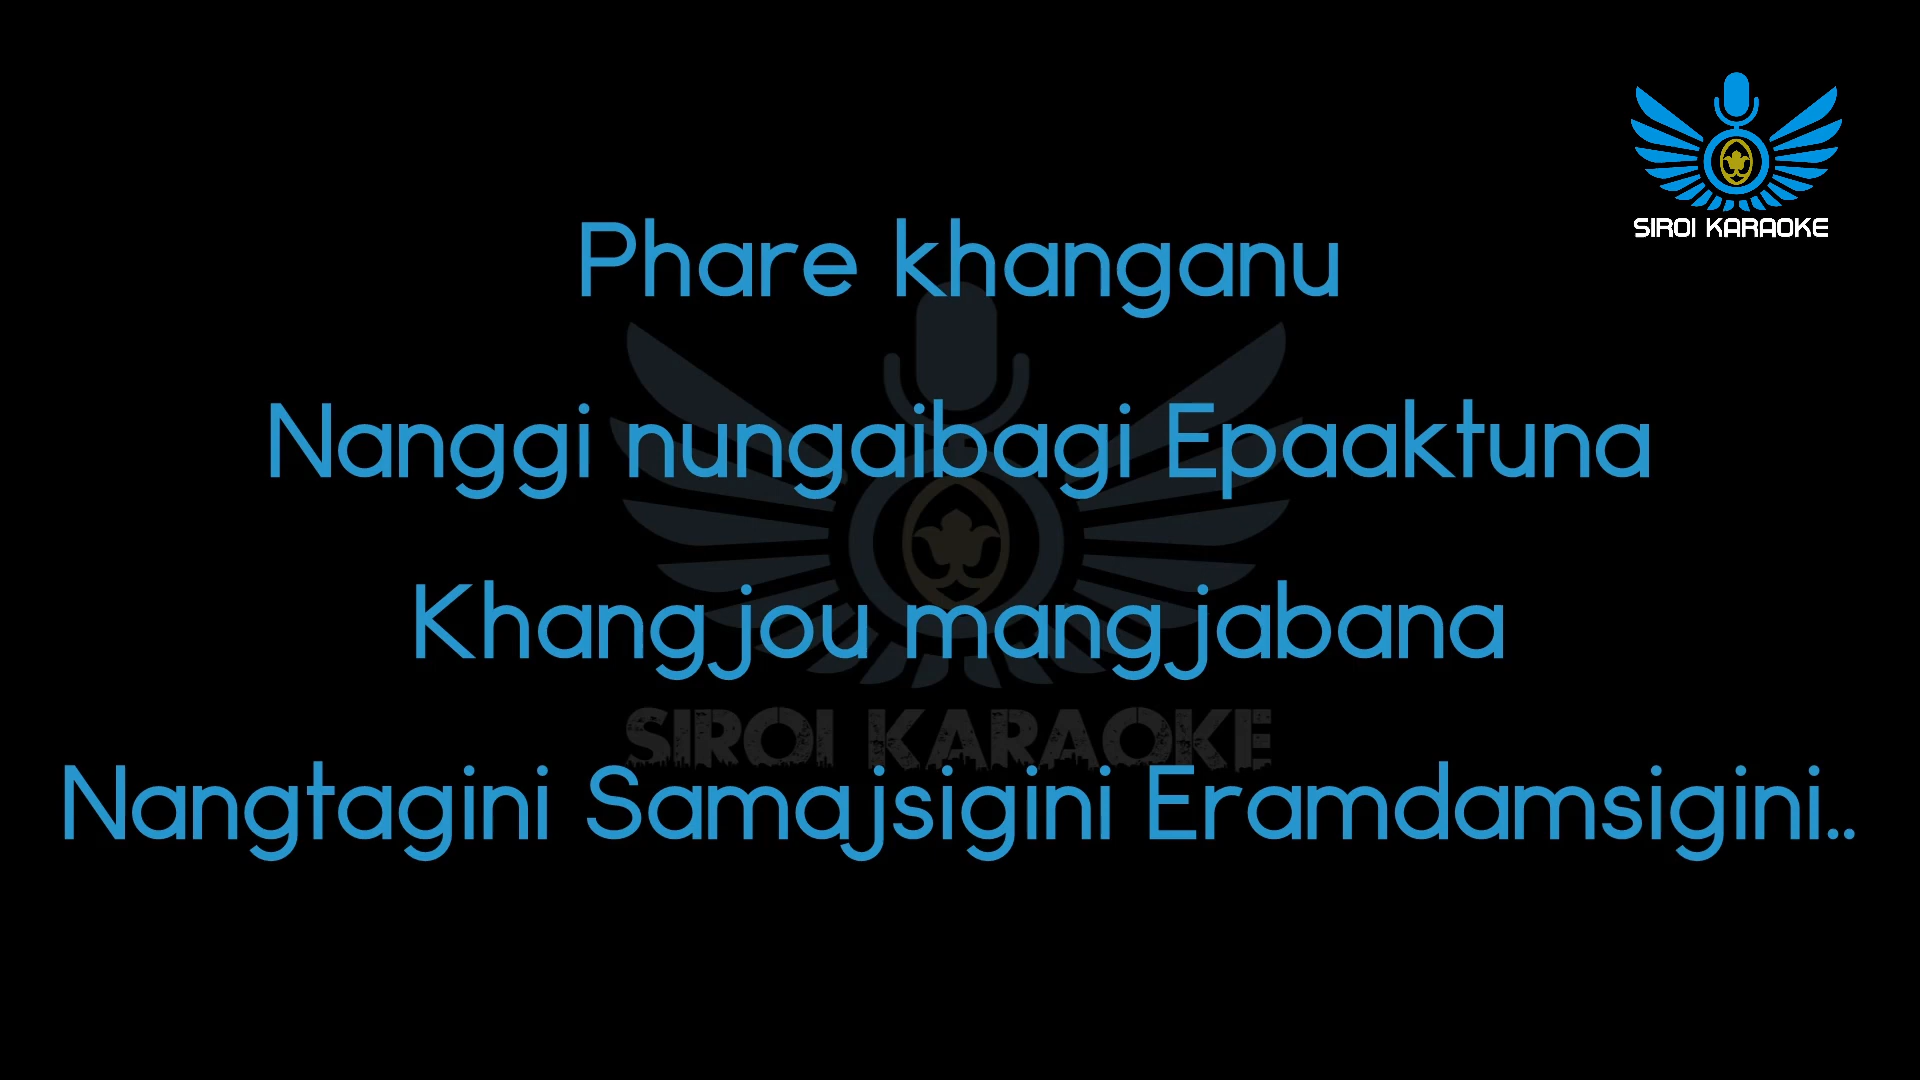 SIROI KARAOKE
Phare khanganu
Nanggi nungaibagi Epaaktuna
Khangjou mangjabana
SIROI KARAOKE
Nangtagini Samajsigini Eramdamsigini..